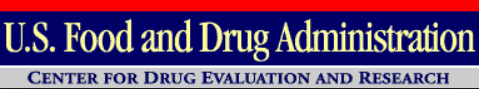 U.S. Food and Drug Administration
CENTER FOR DRUG EVALUATION AND RESEARCH